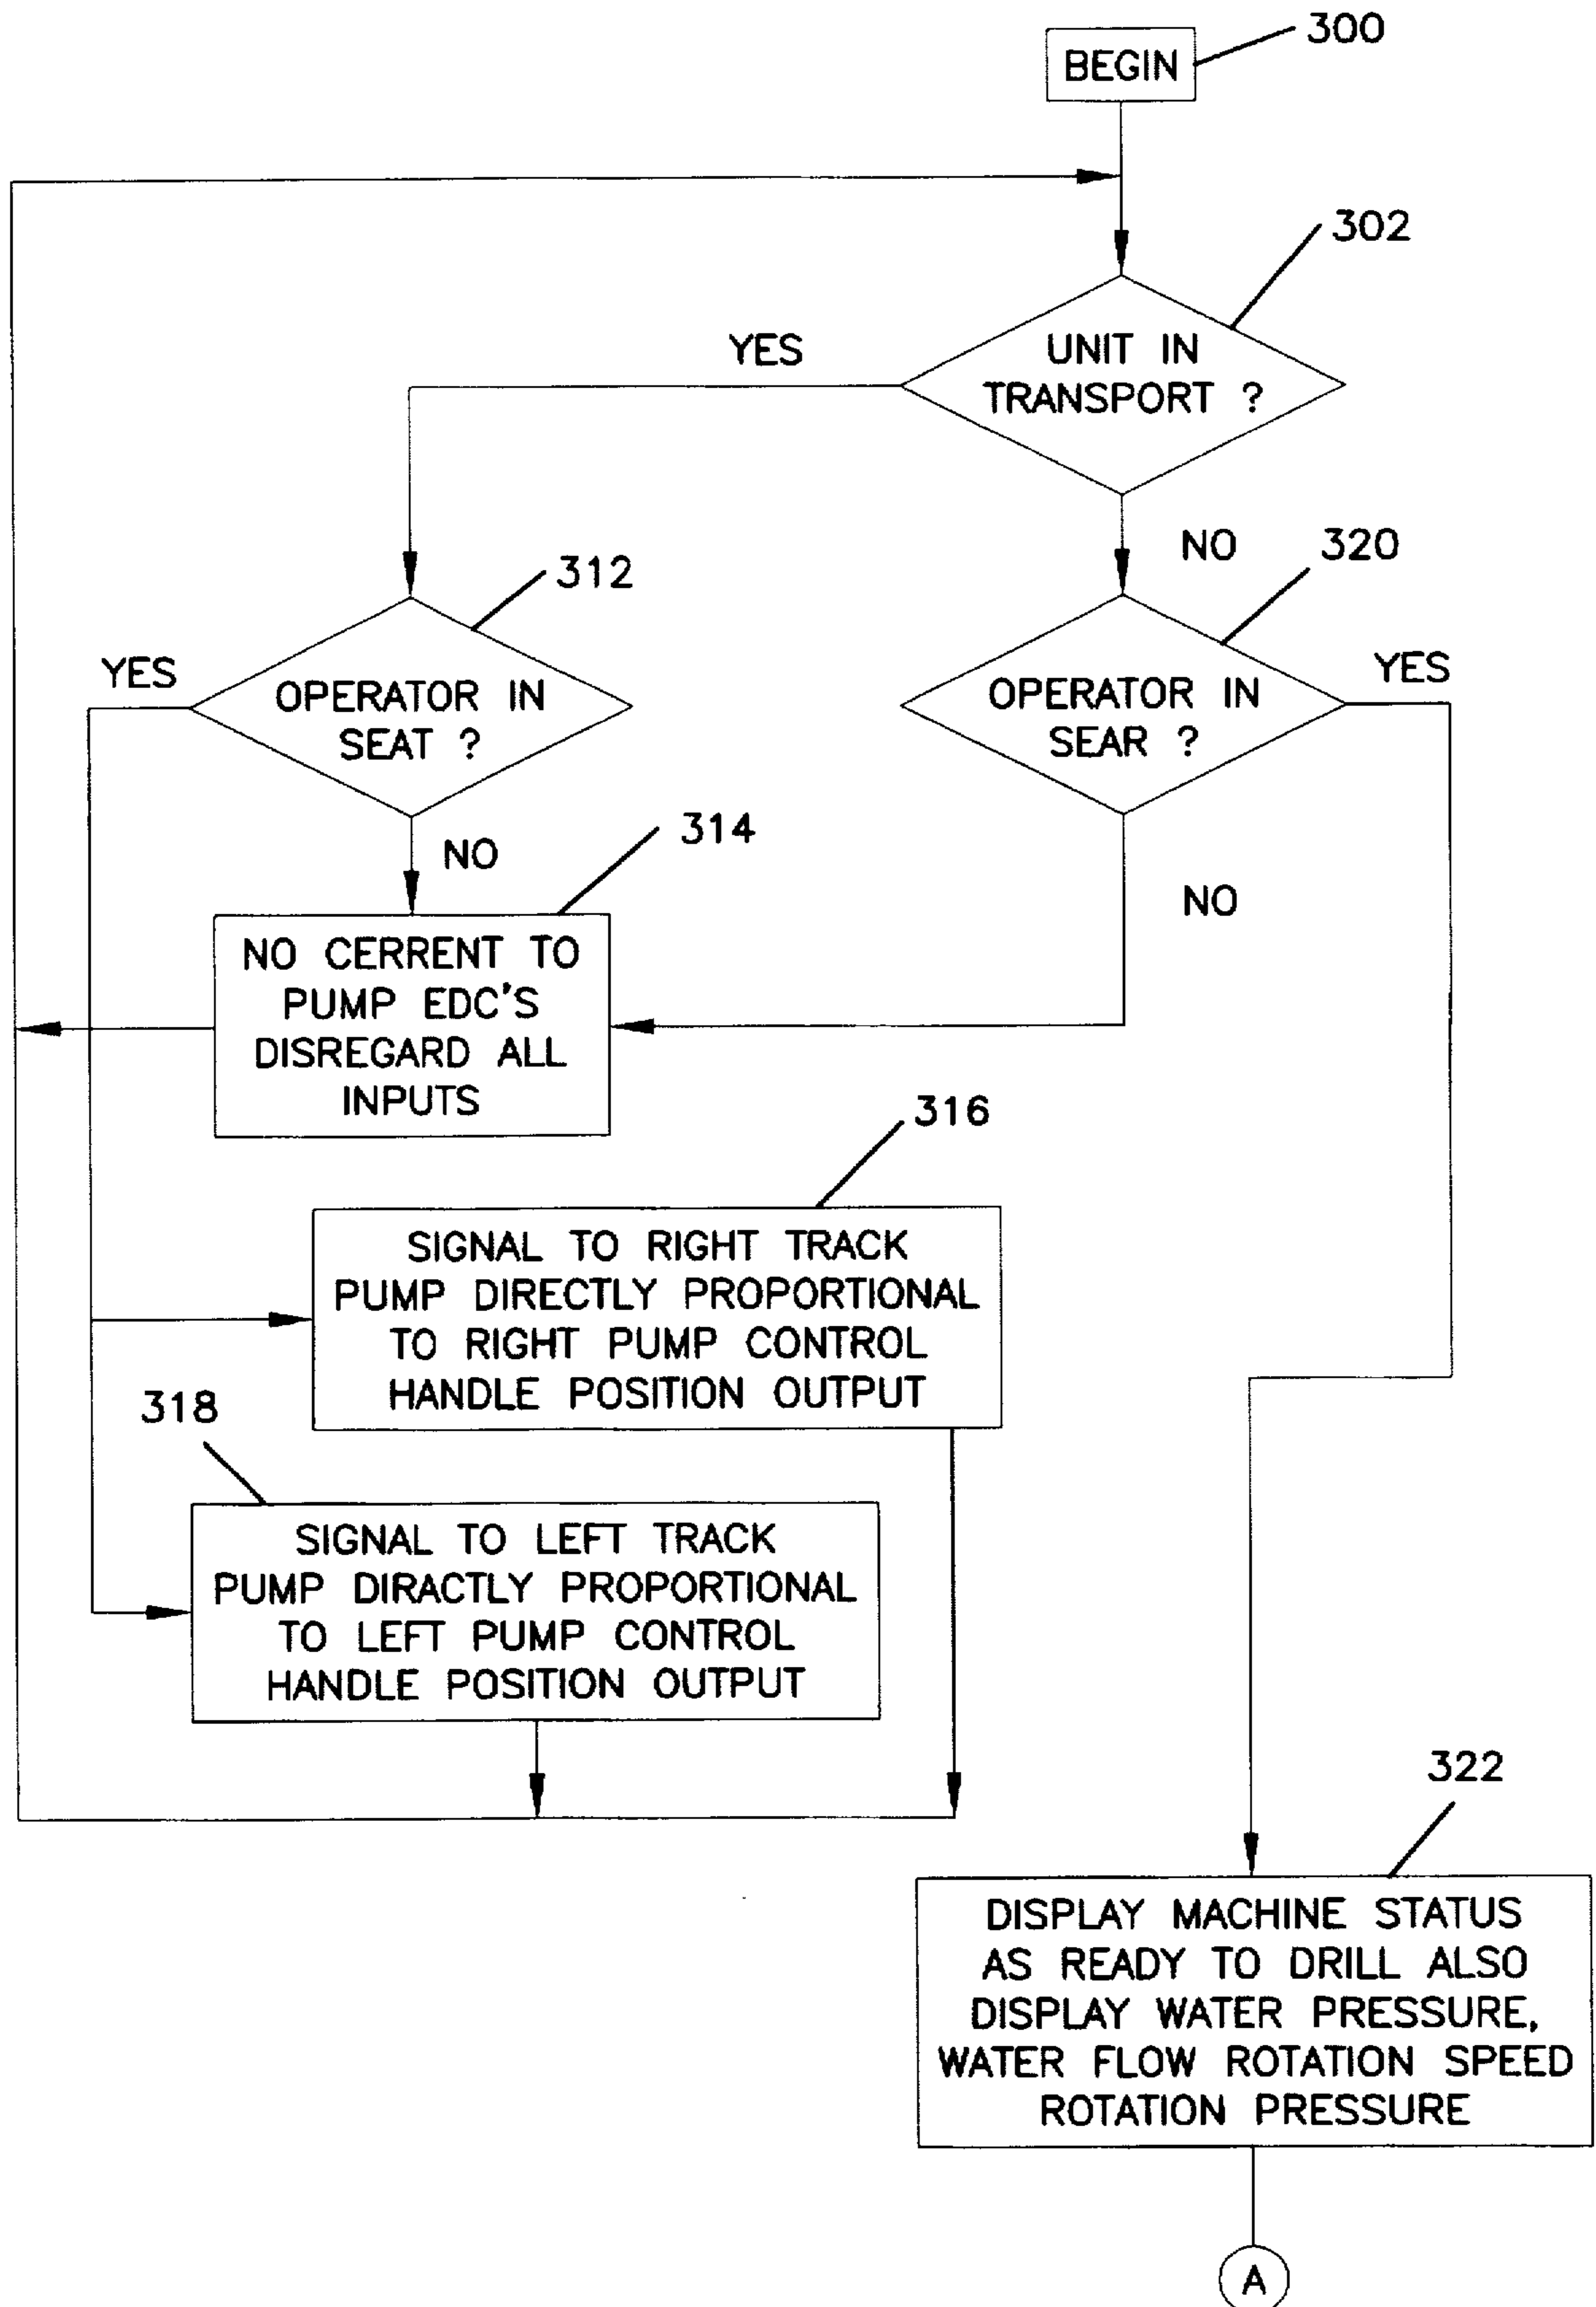 300
BEGIN
302
UNIT IN
TRANSPORT ?
YES
NO
320
312
OPERATOR IN
SEAT ?
YES
NO
OPERATOR IN
SEAR ?
YES
NO
314
NO CERRENT TO
PUMP EDC'S
DISREGARD ALL
INPUTS
316
SIGNAL TO RIGHT TRACK
PUMP DIRECTLY PROPORTIONAL
TO RIGHT PUMP CONTROL
HANDLE POSITION OUTPUT
318
SIGNAL TO LEFT TRACK
PUMP DIRACTLY PROPORTIONAL
TO LEFT PUMP CONTROL
HANDLE POSITION OUTPUT
322
DISPLAY MACHINE STATUS
AS READY TO DRILL ALSO
DISPLAY WATER PRESSURE,
WATER FLOW ROTATION SPEED
ROTATION PRESSURE
A